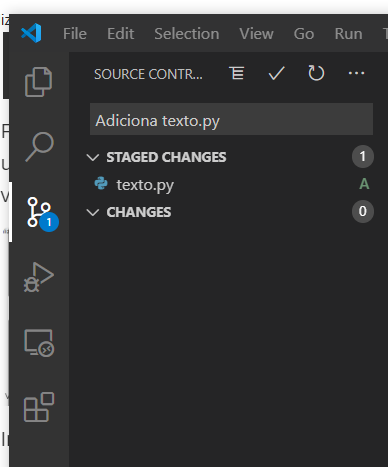 File Edit Selection View Go Run
SOURCE CONTR...
Adiciona texto.py
STAGED CHANGES 1
texto.py A
CHANGES 0
1